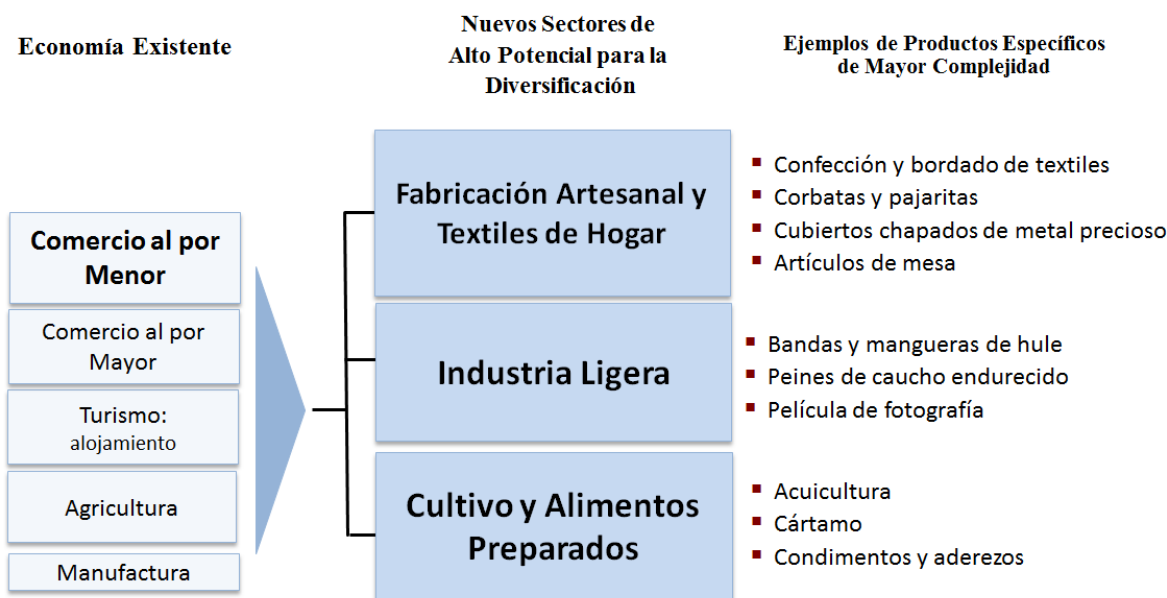 Economía Existente
Nuevos Sectores de
Alto Potencial para la
Diversificación
Ejemplos de Productos Específicos
de Mayor Complejidad
Comercio al por
Menor
Comercio al por
Mayor
Turismo:
alojamiento
Agricultura
Manufactura
Fabricación Artesanal y
Textiles de Hogar
Industria Ligera
Cultivo y Alimentos
Preparados
▪ Confección y bordado de textiles
▪ Corbatas y pajaritas
▪ Cubiertos chapados de metal precioso
▪ Artículos de mesa
▪ Bandas y mangueras de hule
▪ Peines de caucho endurecido
▪ Película de fotografía
▪ Acuicultura
▪ Cártamo
▪ Condimentos y aderezos